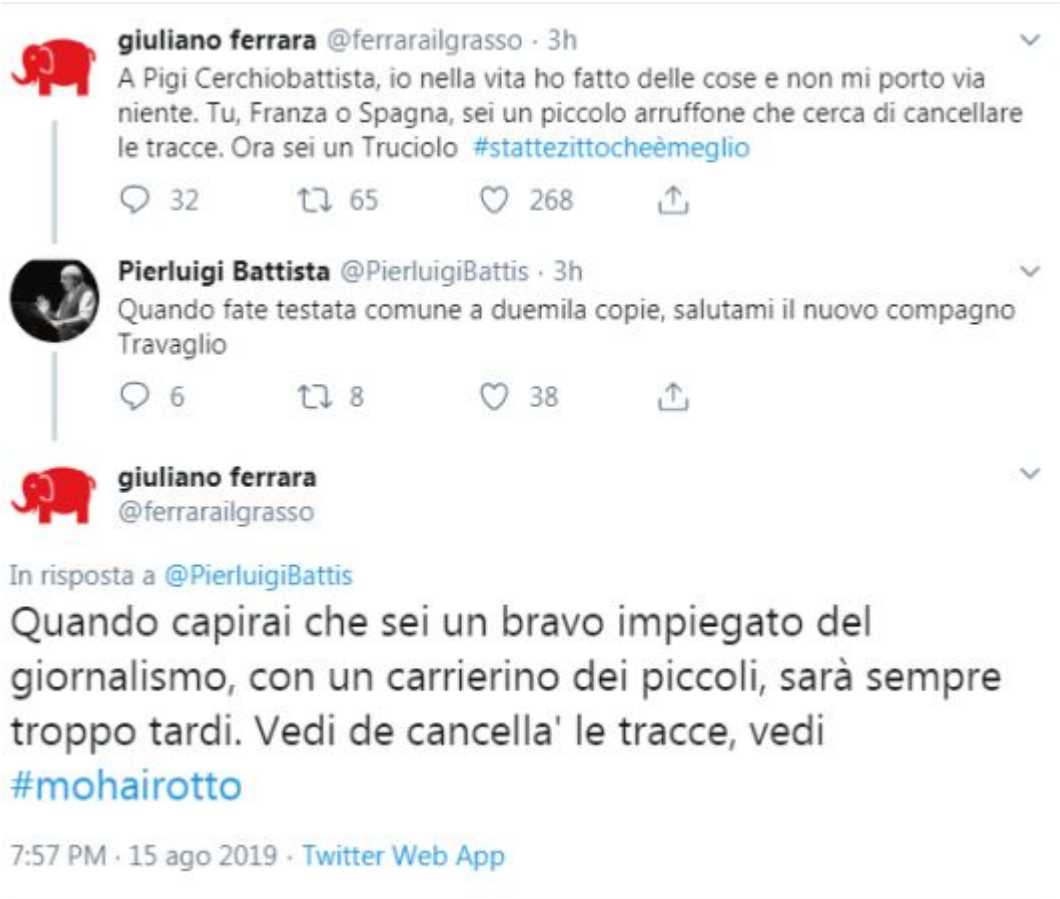 giuliano ferrara @ferrarailgrasso · 3h
A Pigi Cerchiobattista, io nella vita ho fatto delle cose e non mi porto via
niente. Tu, Franza o Spagna, sei un piccolo arruffone che cerca di cancellare
le tracce. Ora sei un Truciolo #stattezittocheèmeglio
32 65 268
Pierluigi Battista @PierluigiBattis · 3h
Quando fate testata comune a duemila copie, salutami il nuovo compagno
Travaglio
6 8 38
giuliano ferrara
@ferrarailgrasso
In risposta a @PierluigiBattis
Quando capirai che sei un bravo impiegato del
giornalismo, con un carrierino dei piccoli, sarà sempre
troppo tardi. Vedi de cancella' le tracce, vedi
#mohairotto
7:57 PM · 15 ago 2019 · Twitter Web App